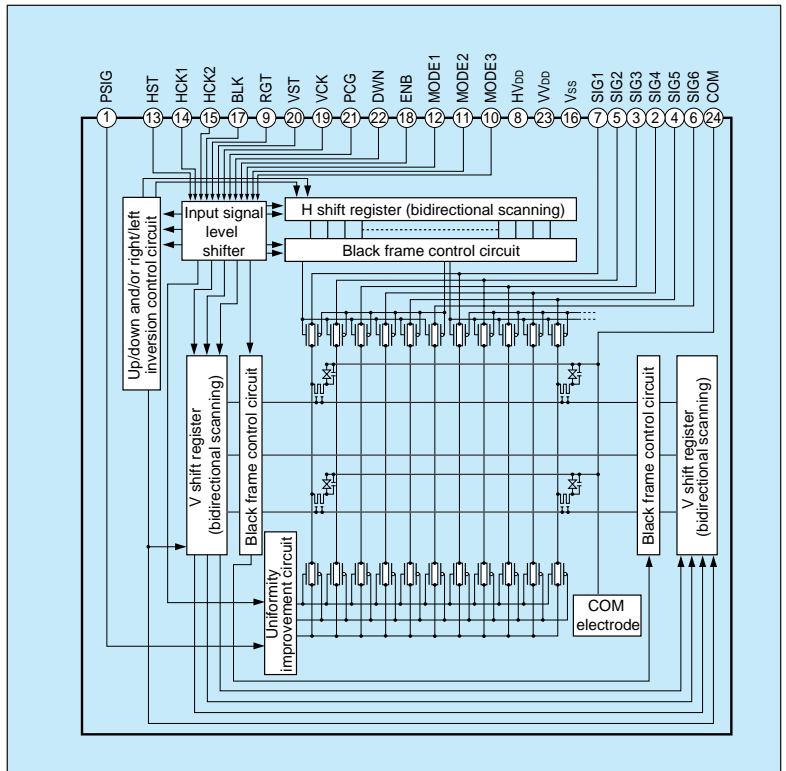 PSIG
HST
HCK1
HCK2
BLK
RGT
VST
VCK
PCG
DWN
ENB
MODE1
MODE2
MODE3
HVDD
VVDD
VSS
SIG1
SIG2
SIG3
SIG4
SIG5
SIG6
COM
1
13
14
15
17
9
20
19
21
22
18
12
11
10
8
23
16
7
5
3
2
4
6
24
Up/down and/or right/left
inversion control circuit
Input signal
level
shifter
H shift register (bidirectional scanning)
Black frame control circuit
V shift register
(bidirectional scanning)
Black frame control circuit
Black frame control circuit
V shift register
(bidirectional scanning)
Uniformity
improvement circuit
COM
electrode